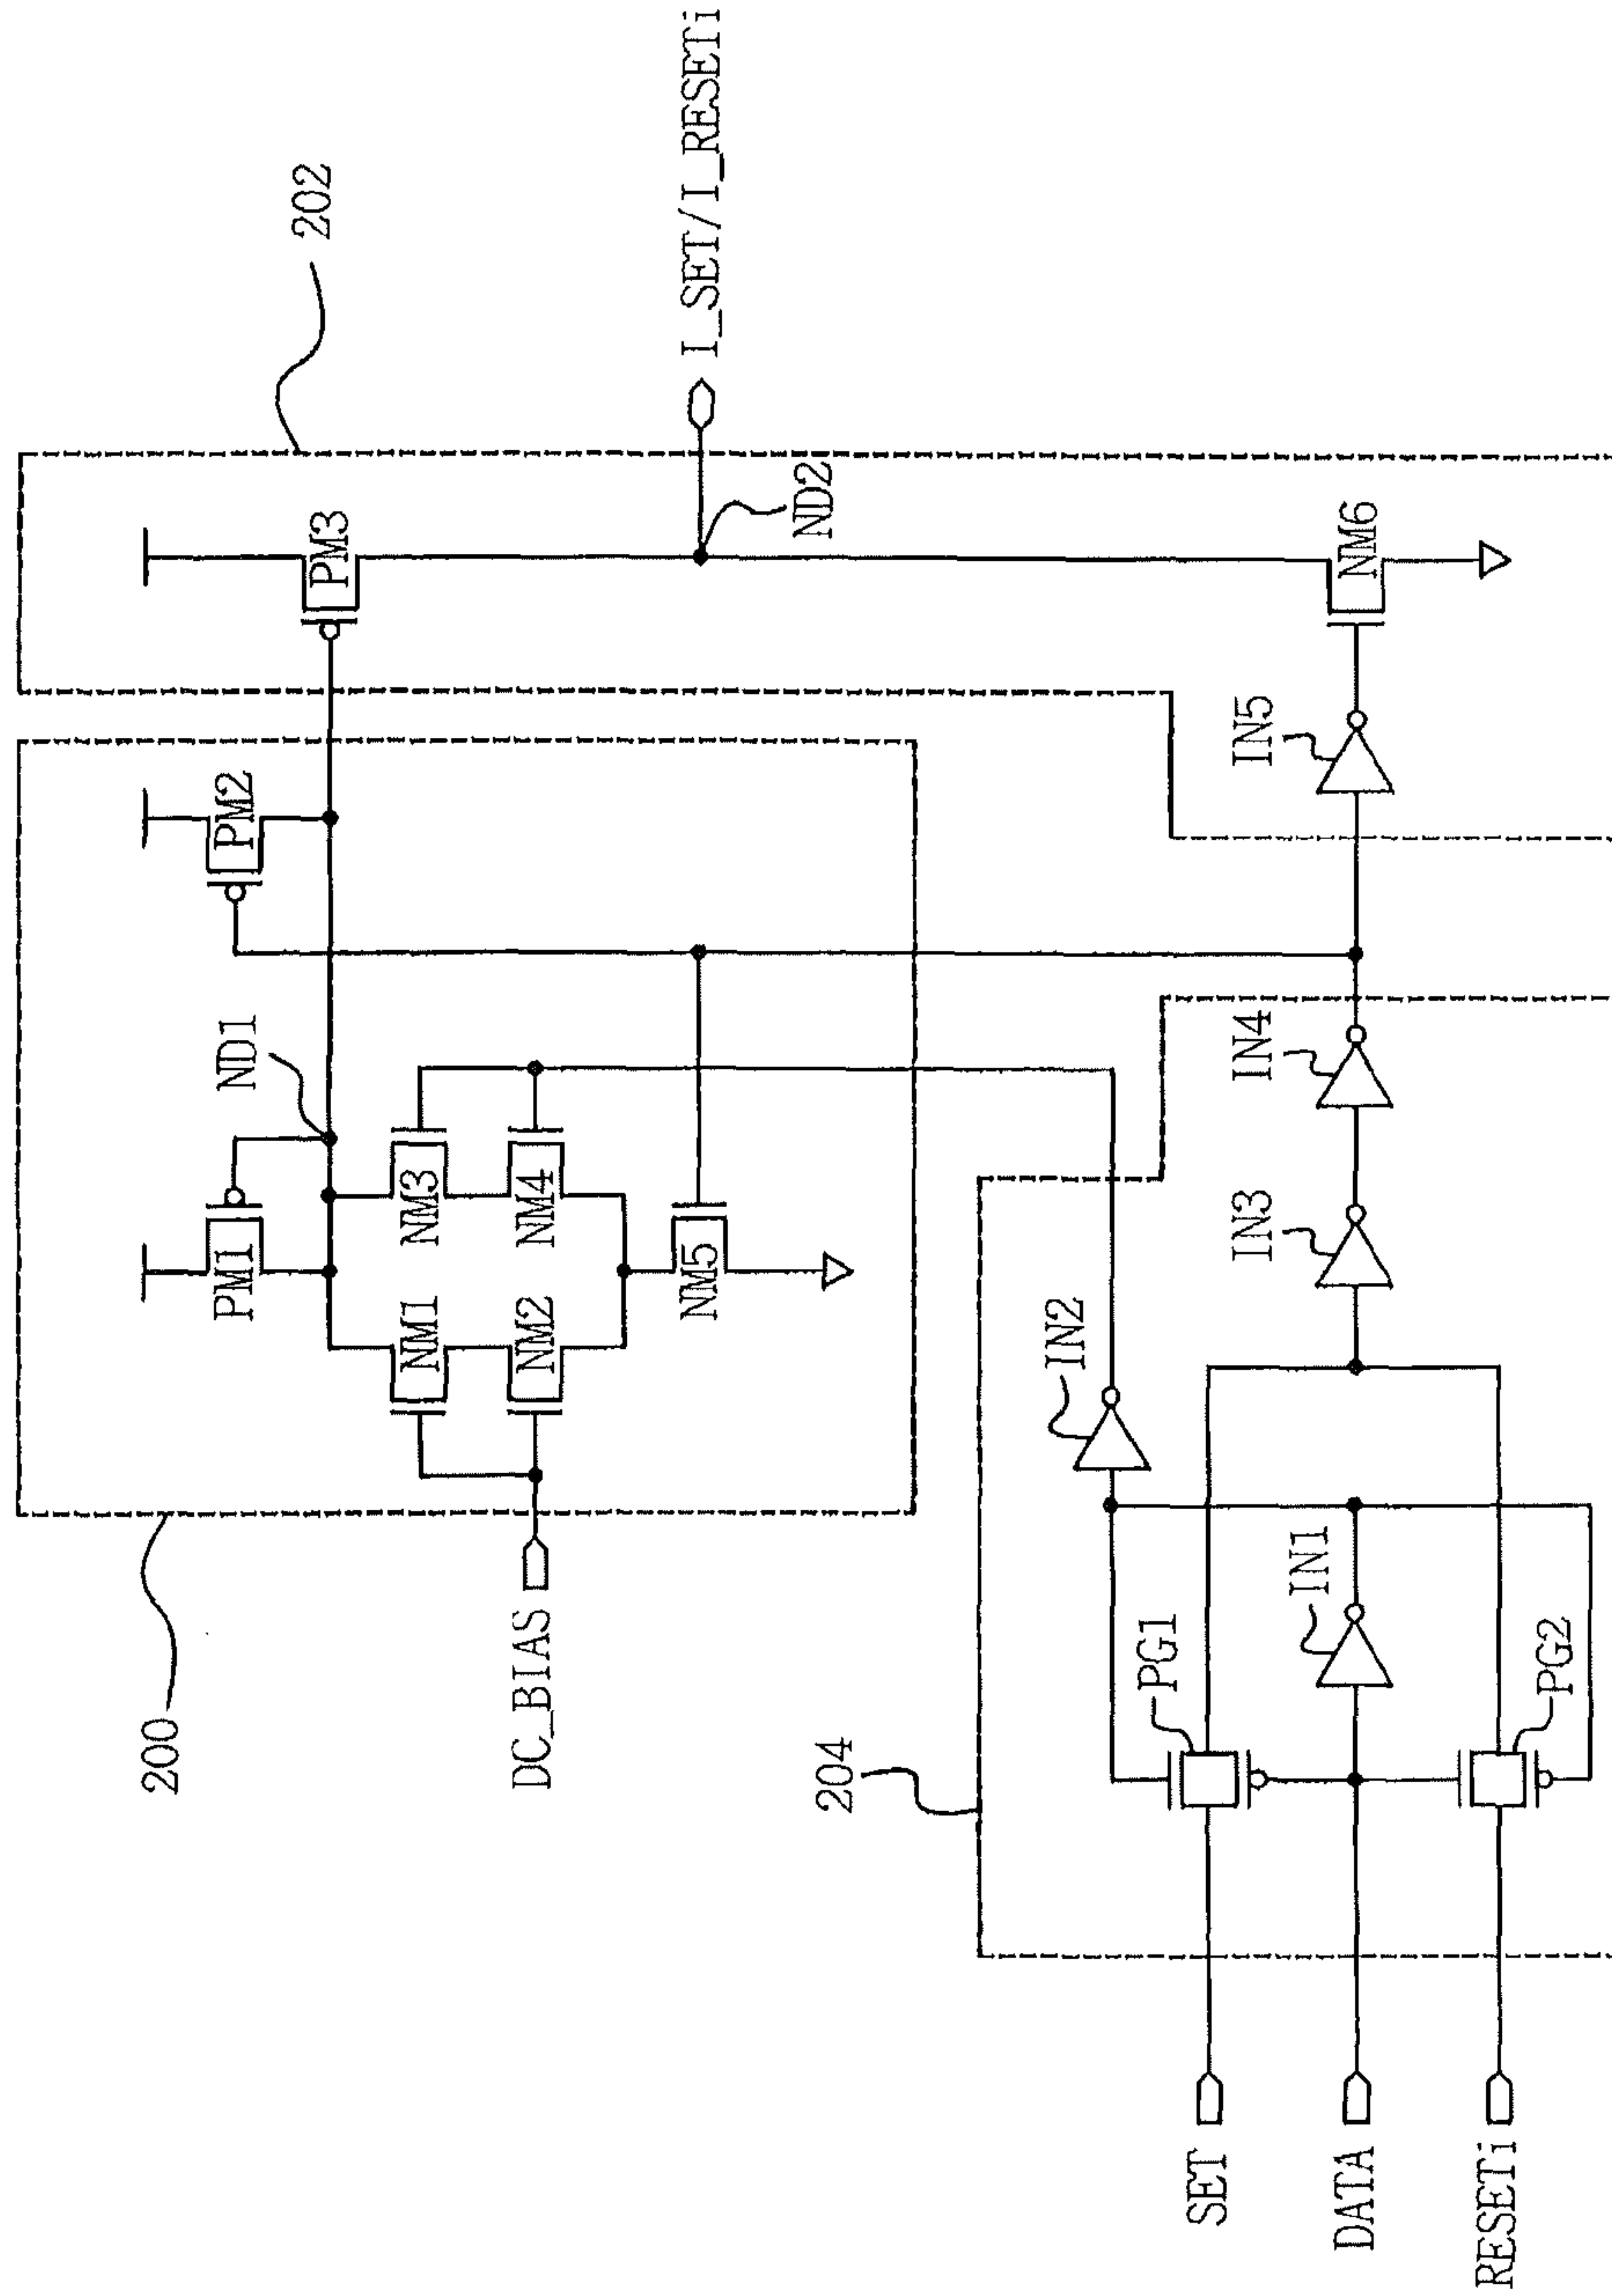 202
PM3
ND2
I_SET/I_RESETi
PM2
ND1
PM1
NM3
NM1
NM4
NM2
NM5
200
DC_BIAS
NM6
IN5
IN4
IN3
IN2
IN1
204
PG1
PG2
SET
DATA
RESETi